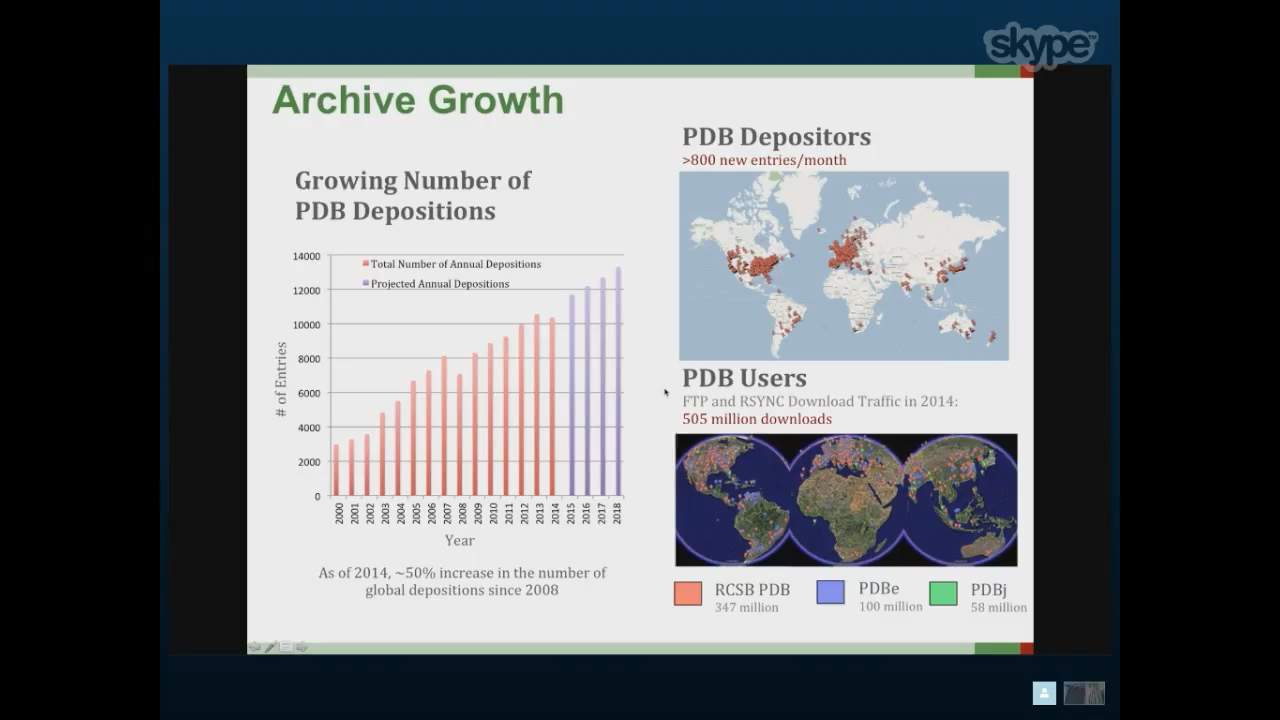 skype
Archive Growth
Growing Number of
PDB Depositions
14000
12000
10000
8000
6000
4000
2000
0
# of Entries
Total Number of Annual Depositions
Projected Annual Depositions
2000
2001
2002
2003
2004
2005
2006
2007
2008
2009
2010
2011
2012
2013
2014
2015
2016
2017
2018
Year
As of 2014, ~50% increase in the number of
global depositions since 2008
PDB Depositors
>800 new entries/month
PDB Users
FTP and RSYNC Download Traffic in 2014:
505 million downloads
RCSB PDB
347 million
PDBe
100 million
PDBj
58 million